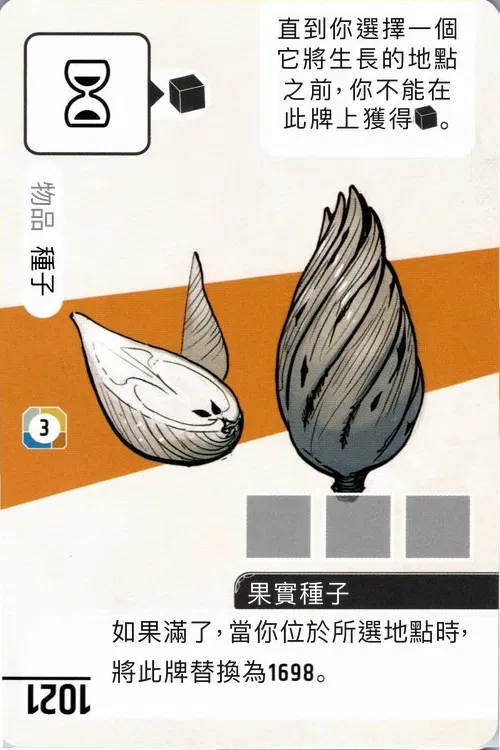 直到你選擇一個
它將生長的地點
之前，你不能在
此牌上獲得。
物品 種子
3
果實種子
如果滿了，當你位於所選地點時，
將此牌替換為1698。
1021